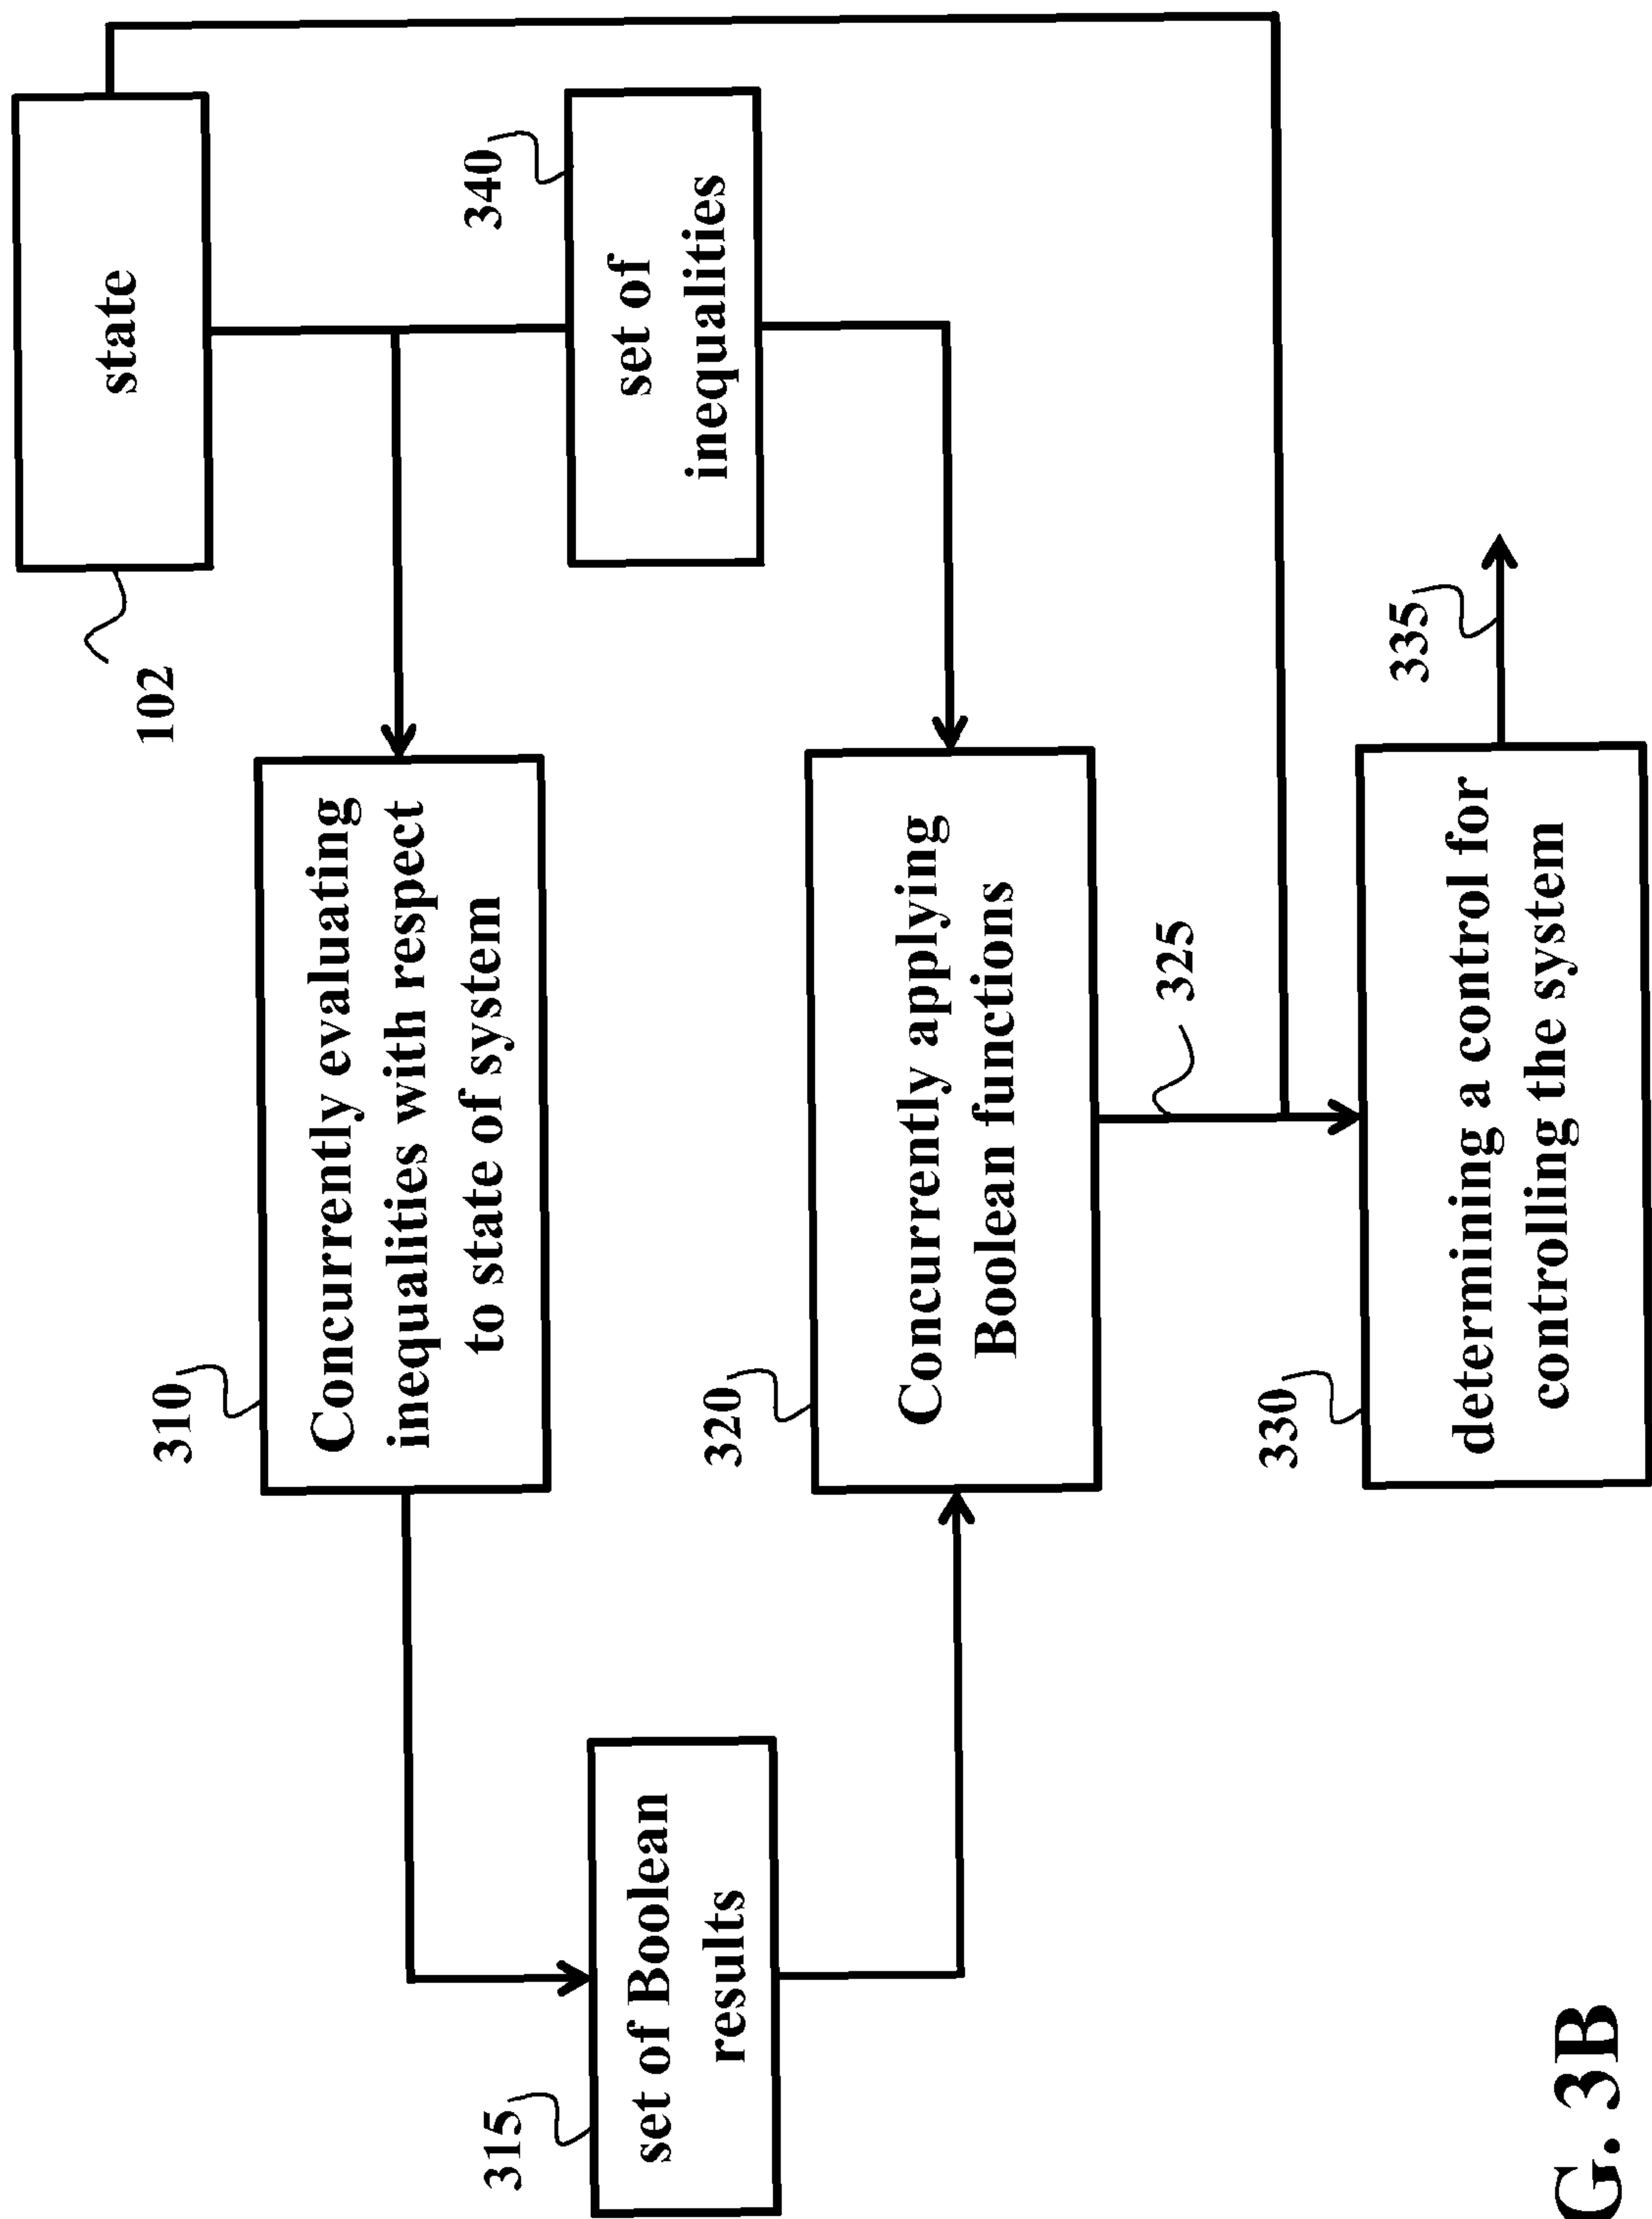 state
102
310
Concurrently evaluating
inequalities with respect
to state of system
315
set of Boolean
results
340
set of
inequalities
320
Concurrently applying
Boolean functions
325
330
determining a control for
controlling the system
335
G. 3B